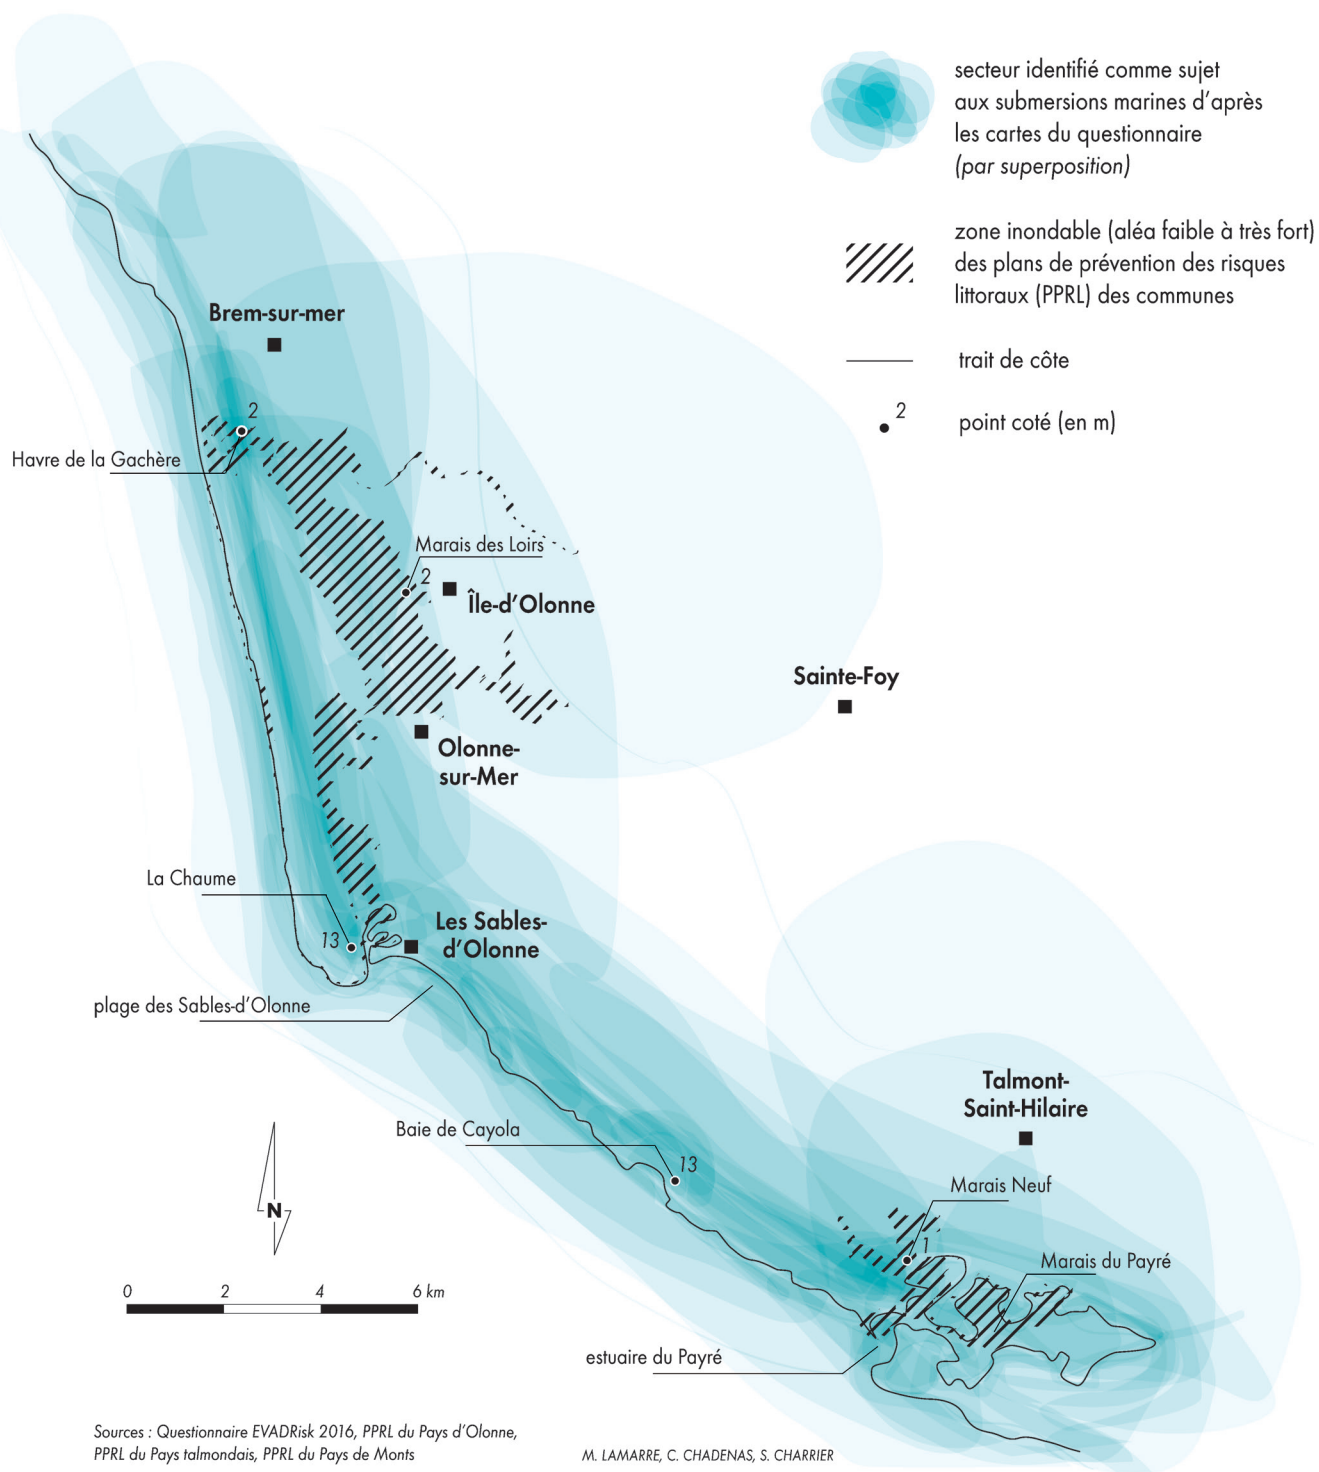 secteur identifié comme sujet
aux submersions marines d'après
les cartes du questionnaire
(par superposition)
zone inondable (aléa faible à très fort)
des plans de prévention des risques
littoraux (PPRL) des communes
trait de côte
2
point coté (en m)
Brem-sur-mer
2
Havre de la Gachère
Marais des Loirs
2
Île-d'Olonne
Sainte-Foy
Olonne-
sur-Mer
La Chaume
13
Les Sables-
d'Olonne
plage des Sables-d'Olonne
Talmont-
Saint-Hilaire
Baie de Cayola
13
Marais Neuf
1
Marais du Payré
N
0 2 4 6 km
estuaire du Payré
Sources : Questionnaire EVADRisk 2016, PPRL du Pays d'Olonne,
PPRL du Pays talmondais, PPRL du Pays de Monts
M. LAMARRE, C. CHADENAS, S. CHARRIER